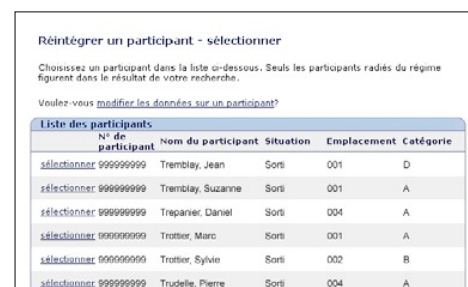 Réintégrer un participant - sélectionner
Choisissez un participant dans la liste ci-dessous. Seuls les participants radiés du régime
figurent dans le résultat de votre recherche.
Voulez-vous modifier les données sur un participant?
Liste des participants
N° de participant Nom du participant Situation Emplacement Catégorie
sélectionner 999999999 Tremblay, Jean Sorti 001 D
sélectionner 999999999 Tremblay, Suzanne Sorti 001 A
sélectionner 999999999 Trepanier, Daniel Sorti 004 A
sélectionner 999999999 Trottier, Marc Sorti 001 A
sélectionner 999999999 Trottier, Sylvie Sorti 002 B
sélectionner 999999999 Trudelle, Pierre Sorti 004 A